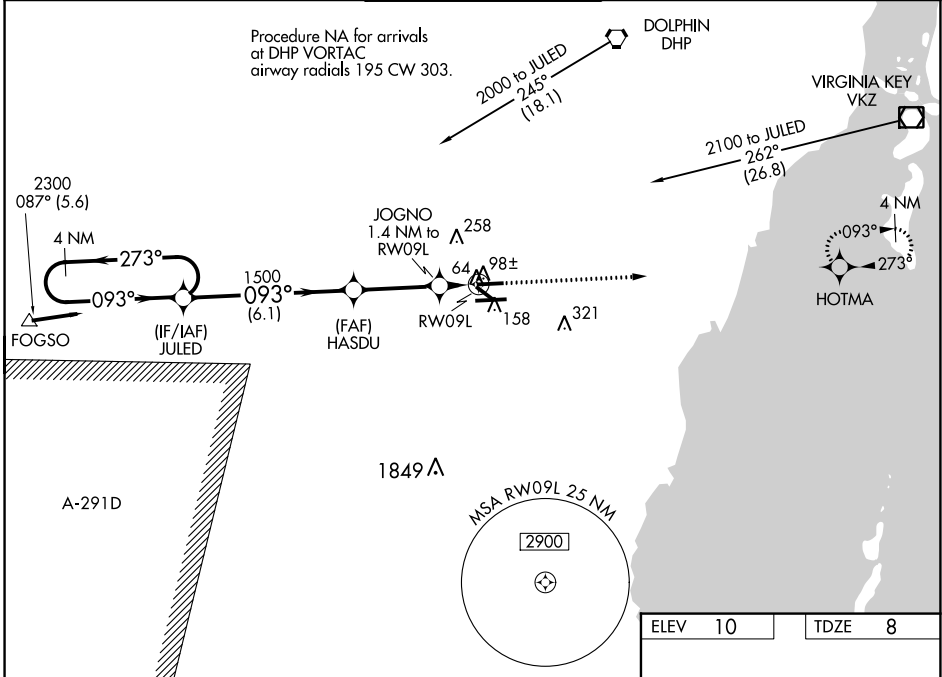 Procedure NA for arrivals
at DHP VORTAC
airway radials 195 CW 303.
DOLPHIN
DHP
2000 to JULED
245°
(18.1)
VIRGINIA KEY
VKZ
2100 to JULED
262°
(26.8)
2300
087° (5.6)
4 NM
273°
093°
FOGSO
(IF/IAF)
JULED
1500
093°
(6.1)
(FAF)
HASDU
JOGNO
1.4 NM to
RW09L
258
64
98±
RW09L
158
321
4 NM
093°
273°
HOTMA
A-291D
1849
MSA RW09L 25 NM
2900
ELEV 10
TDZE 8